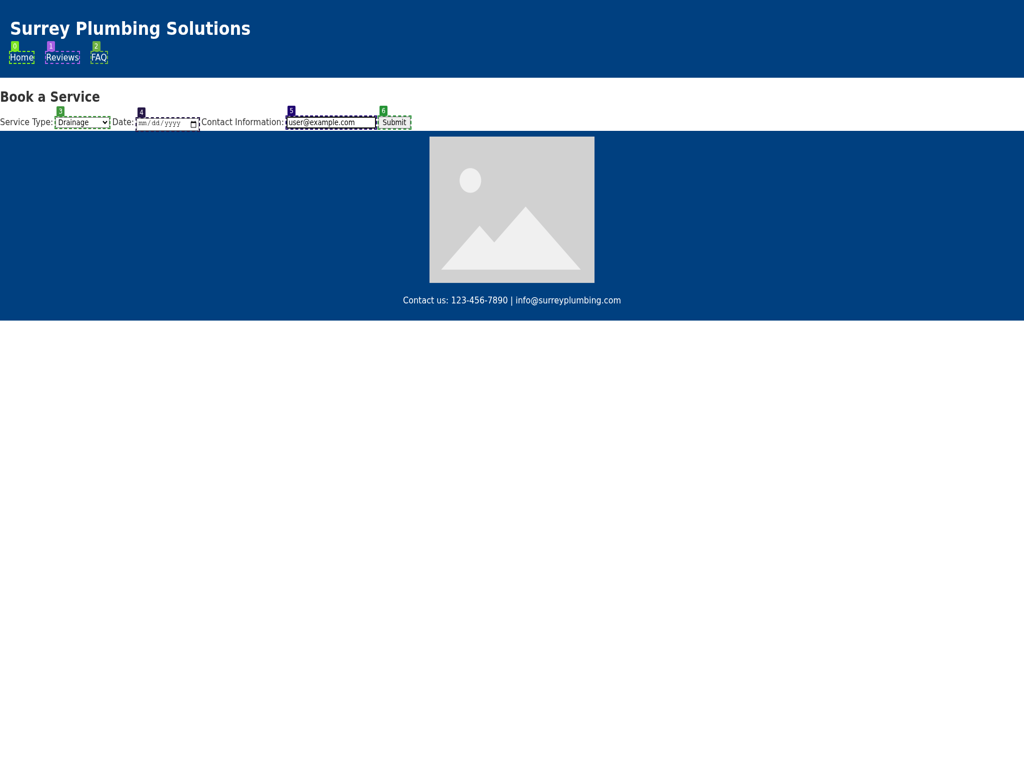 Surrey Plumbing Solutions
0 1 2
Home Reviews FAQ
Book a Service
3 4 5 6
Service Type: Drainage Date: mm/dd/yyyy Contact Information: user@example.com Submit
Contact us: 123-456-7890 | info@surreyplumbing.com